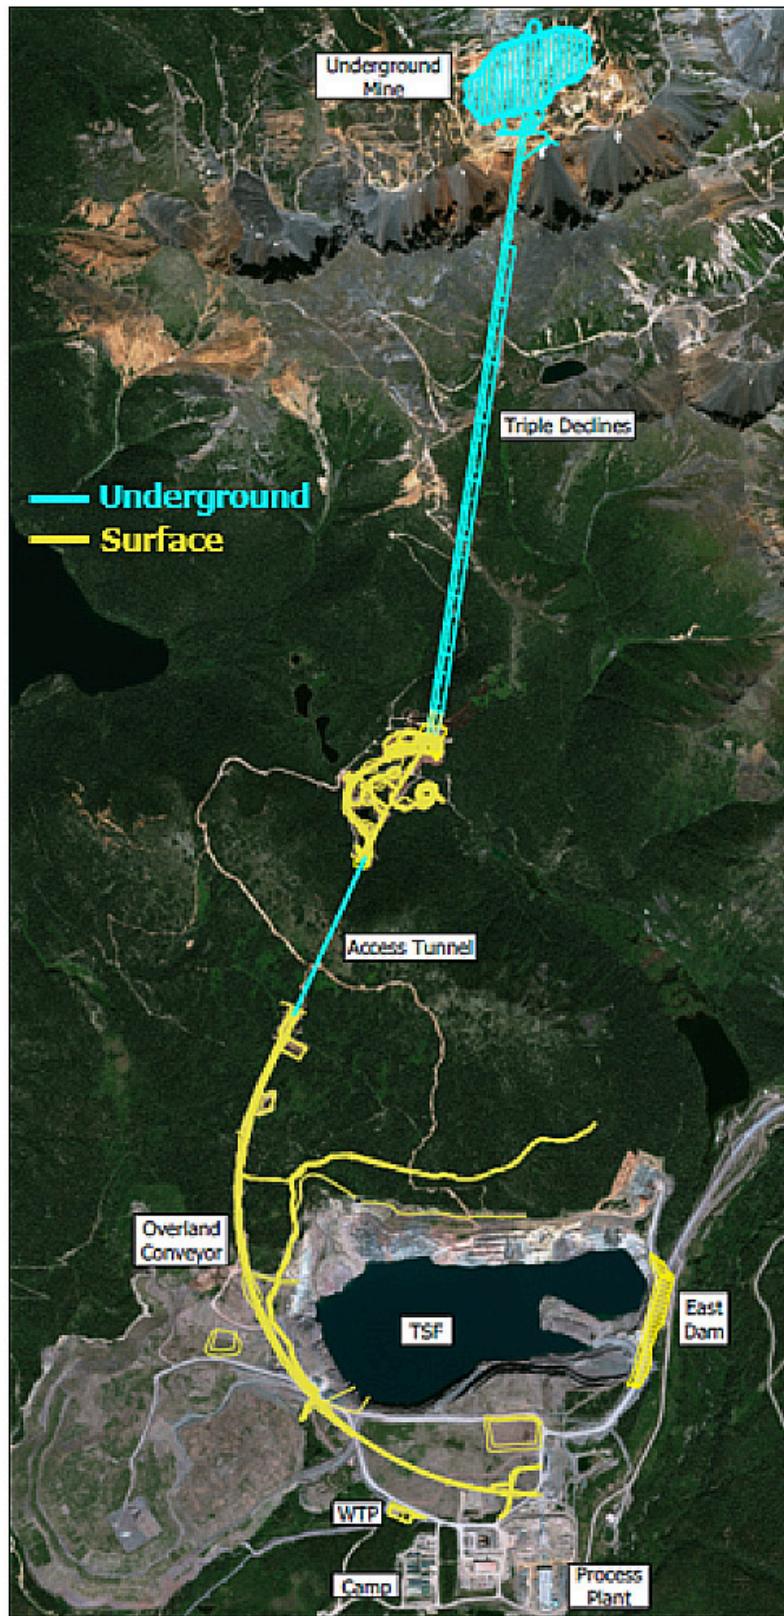 Underground
Mine
Triple Declines
Underground
Surface
Access Tunnel
Overland
Conveyor
TSF
East
Dam
WTP
Camp
Process
Plant